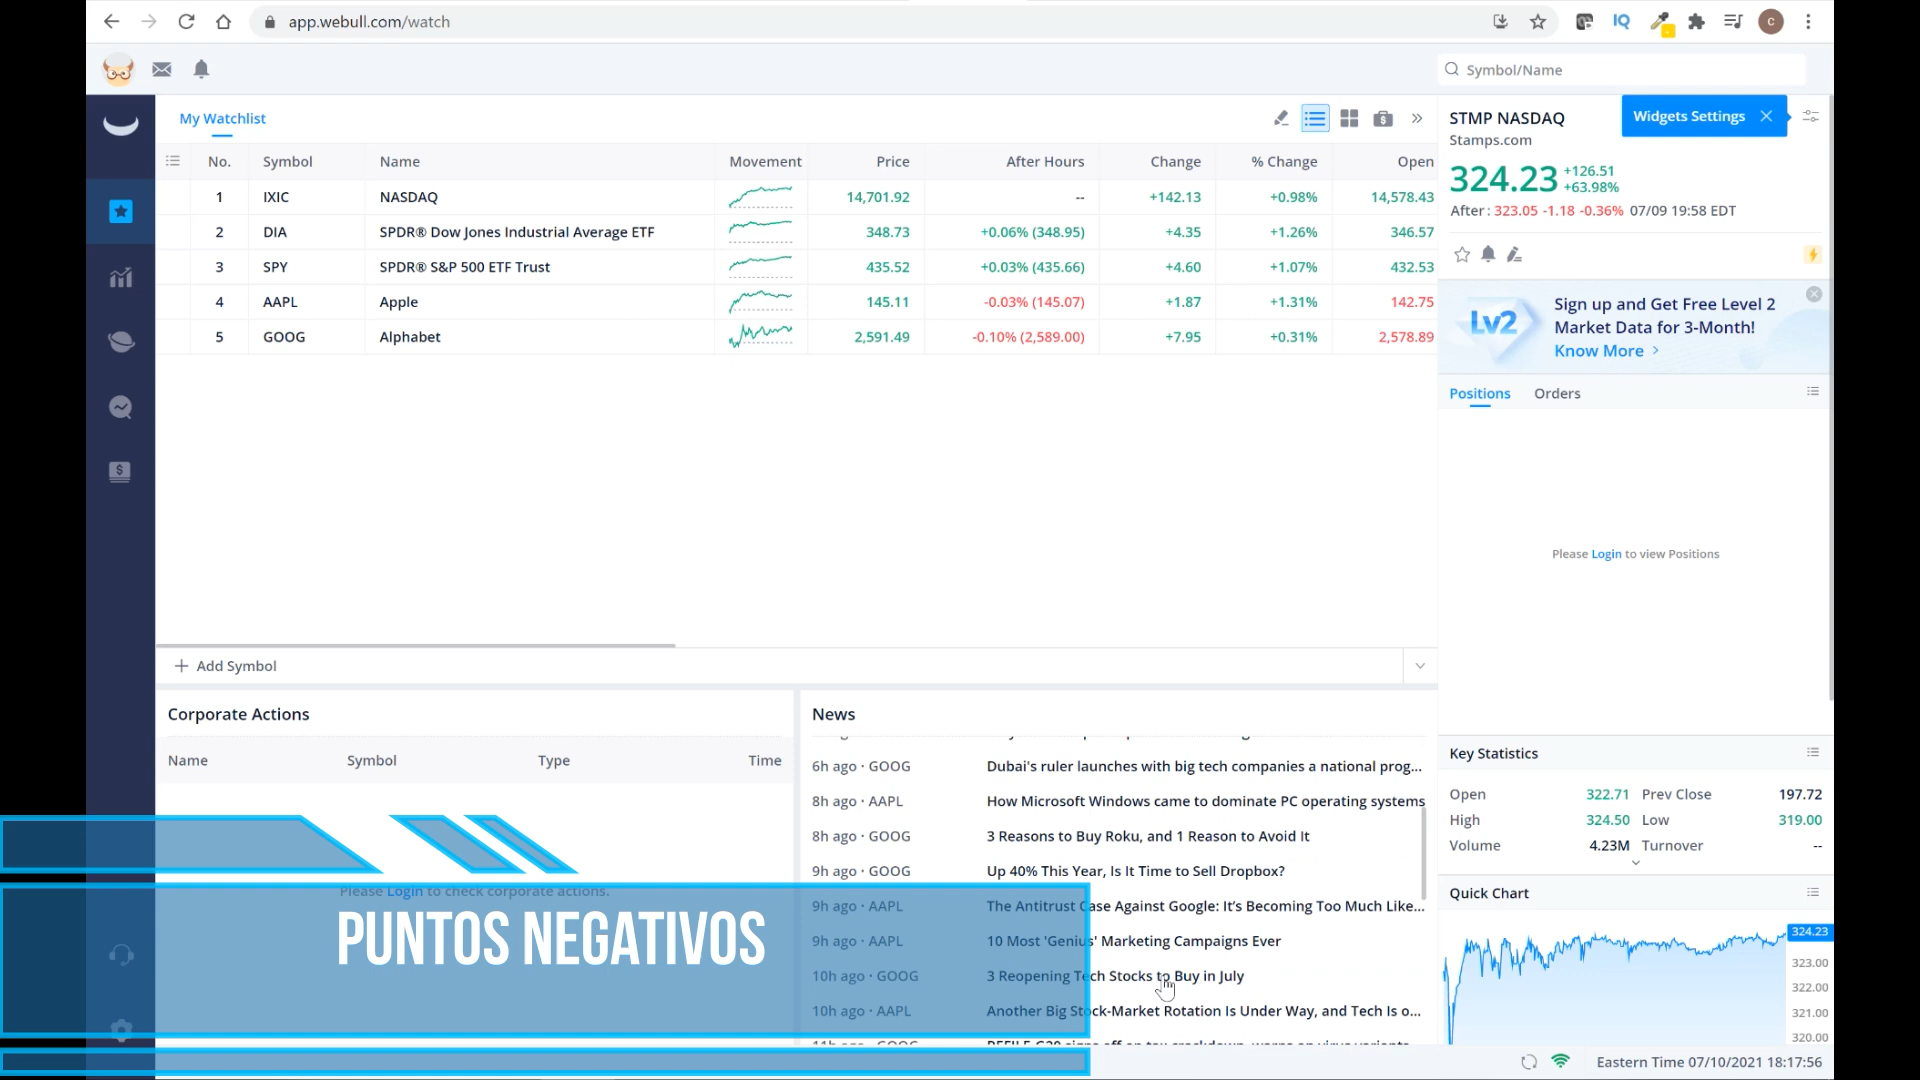 app.webull.com/watch
IQ
C
Symbol/Name
My Watchlist
No. Symbol Name Movement Price After Hours Change % Change Open
1 IXIC NASDAQ 14,701.92 -- +142.13 +0.98% 14,578.43
2 DIA SPDR® Dow Jones Industrial Average ETF 348.73 +0.06% (348.95) +4.35 +1.26% 346.57
3 SPY SPDR® S&P 500 ETF Trust 435.52 +0.03% (435.66) +4.60 +1.07% 432.53
4 AAPL Apple 145.11 -0.03% (145.07) +1.87 +1.31% 142.75
5 GOOG Alphabet 2,591.49 -0.10% (2,589.00) +7.95 +0.31% 2,578.89
Add Symbol
Corporate Actions
Name Symbol Type Time
Please Login to check corporate actions.
News
6h ago · GOOG Dubai's ruler launches with big tech companies a national prog...
8h ago · AAPL How Microsoft Windows came to dominate PC operating systems
8h ago · GOOG 3 Reasons to Buy Roku, and 1 Reason to Avoid It
9h ago · GOOG Up 40% This Year, Is It Time to Sell Dropbox?
9h ago · AAPL The Antitrust Case Against Google: It's Becoming Too Much Like...
9h ago · AAPL 10 Most 'Genius' Marketing Campaigns Ever
10h ago · GOOG 3 Reopening Tech Stocks to Buy in July
10h ago · AAPL Another Big Stock-Market Rotation Is Under Way, and Tech Is o...
PUNTOS NEGATIVOS
STMP NASDAQ
Widgets Settings
Stamps.com
324.23 +126.51
+63.98%
After : 323.05 -1.18 -0.36% 07/09 19:58 EDT
Lv2
Sign up and Get Free Level 2
Market Data for 3-Month!
Know More >
Positions Orders
Please Login to view Positions
Key Statistics
Open 322.71 Prev Close 197.72
High 324.50 Low 319.00
Volume 4.23M Turnover --
Quick Chart
324.23
323.00
322.00
321.00
320.00
Eastern Time 07/10/2021 18:17:56